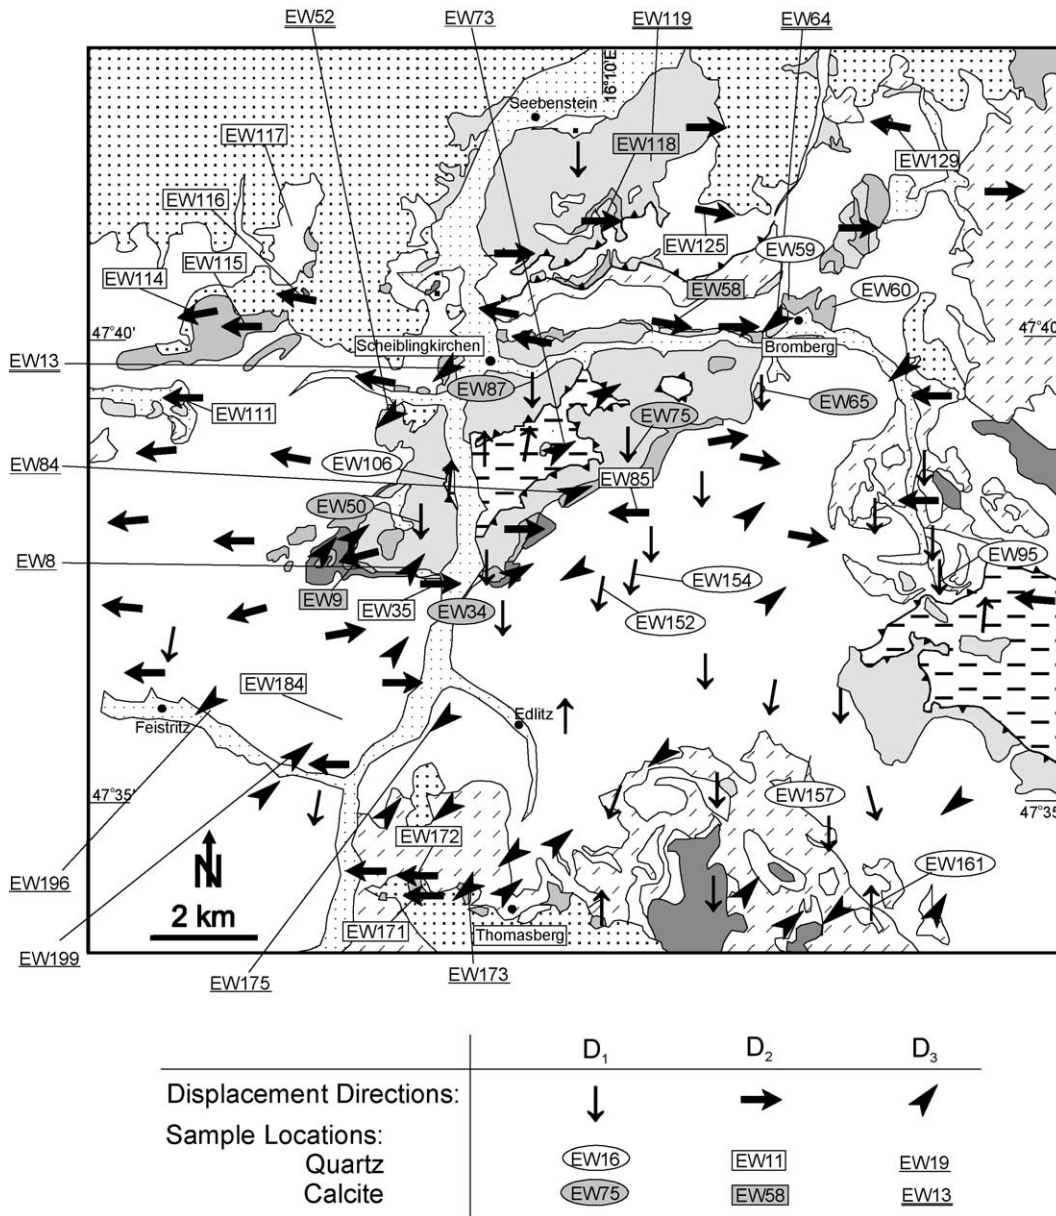 EW52 EW73 EW119 EW64
16°10'E
Seebenstein
EW117 EW118 EW129
EW116
EW125 EW59
EW115
EW114
EW58 EW60
47°40' 47°40'
Scheiblingkirchen Bromberg
EW13
EW87 EW65
EW111 EW75
EW106
EW84 EW85
EW50
EW95
EW8 EW154
EW9 EW35 EW34 EW152
EW184
Feistritz Edlitz
47°35' EW157 47°35'
EW172
N EW161
EW196
2 km
EW171 Thomasberg
EW199 EW175 EW173
D₁ D₂ D₃
Displacement Directions:
Sample Locations:
Quartz EW16 EW11 EW19
Calcite EW75 EW58 EW13